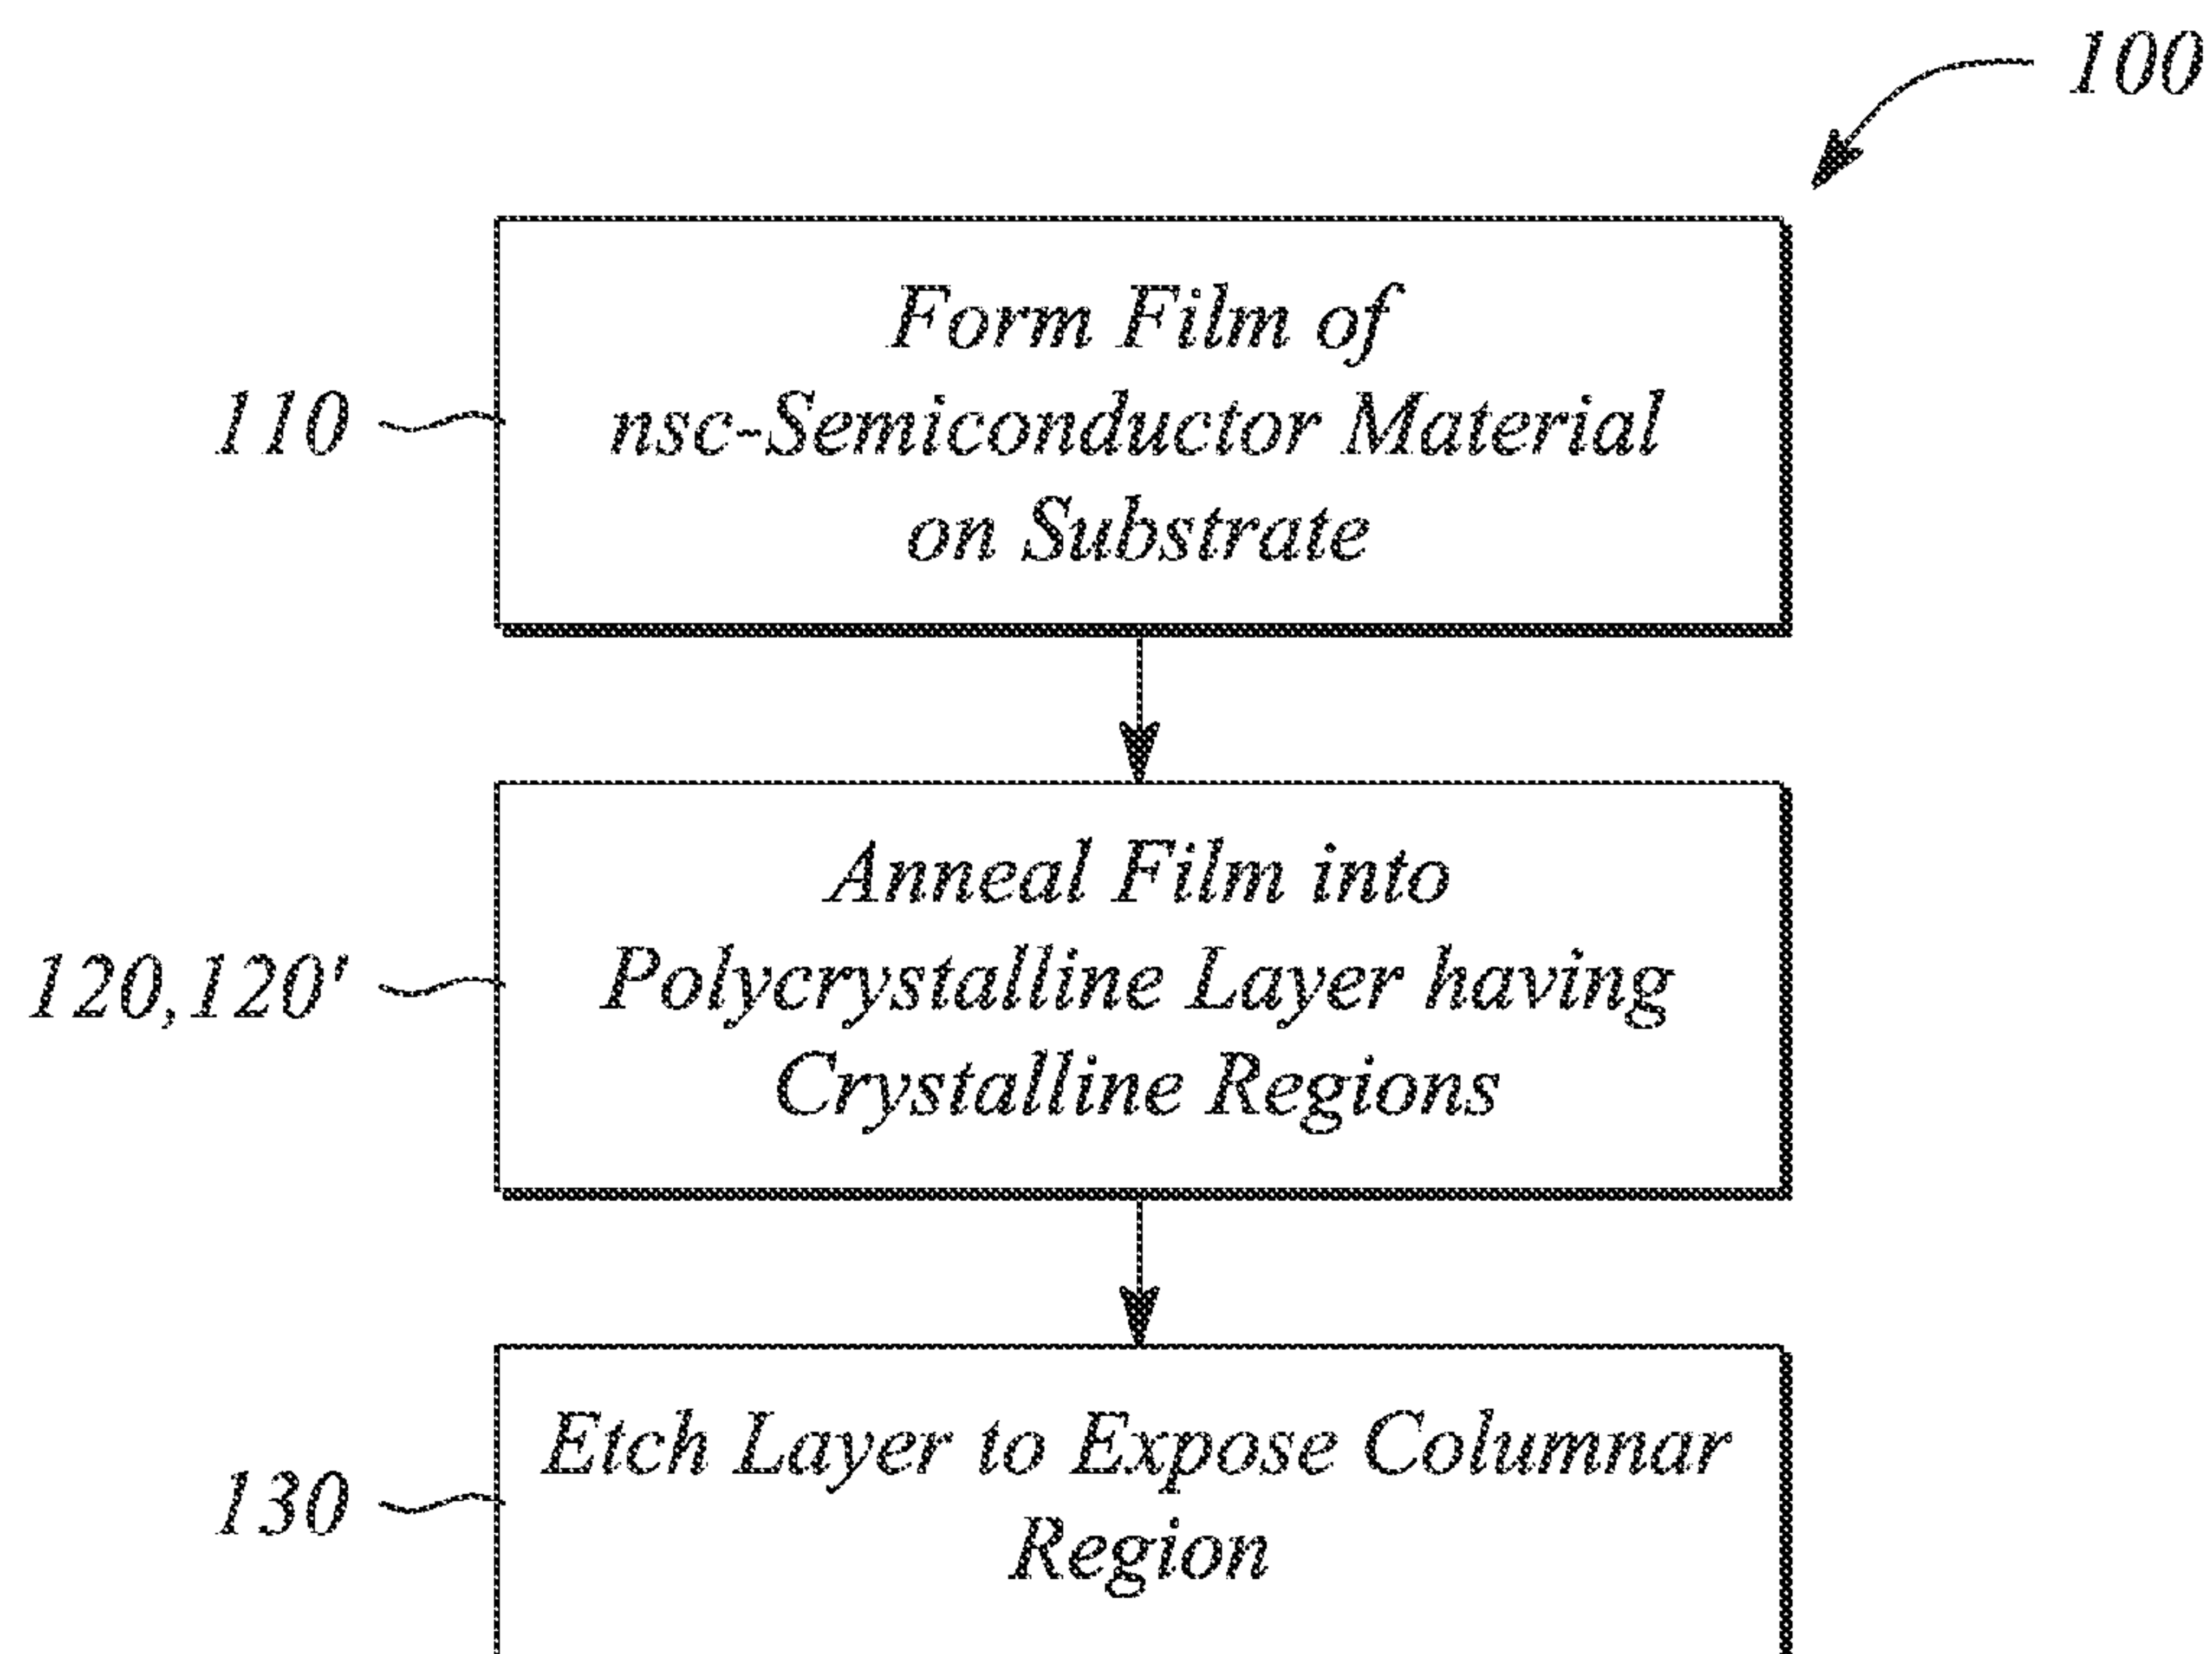 100
Form Film of
110
nsc-Semiconductor Material
on Substrate
Anneal Film into
120,120'
Polycrystalline Layer having
Crystalline Regions
Etch Layer to Expose Columnar
130
Region